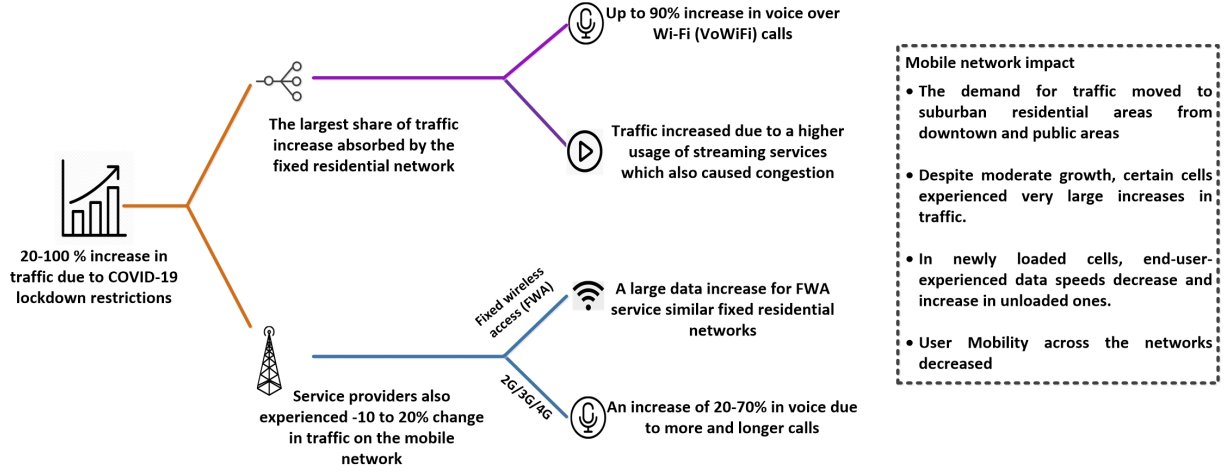 Up to 90% increase in voice over
Wi-Fi (VoWiFi) calls
The largest share of traffic
increase absorbed by the
fixed residential network
Traffic increased due to a higher
usage of streaming services
which also caused congestion
20-100 % increase in
traffic due to COVID-19
lockdown restrictions
Fixed wireless
access (FWA)
A large data increase for FWA
service similar fixed residential
networks
2G/3G/4G
Service providers also
experienced -10 to 20% change
in traffic on the mobile
network
An increase of 20-70% in voice due
to more and longer calls
Mobile network impact
• The demand for traffic moved to
suburban residential areas from
downtown and public areas
• Despite moderate growth, certain cells
experienced very large increases in
traffic.
• In newly loaded cells, end-user-
experienced data speeds decrease and
increase in unloaded ones.
• User Mobility across the networks
decreased